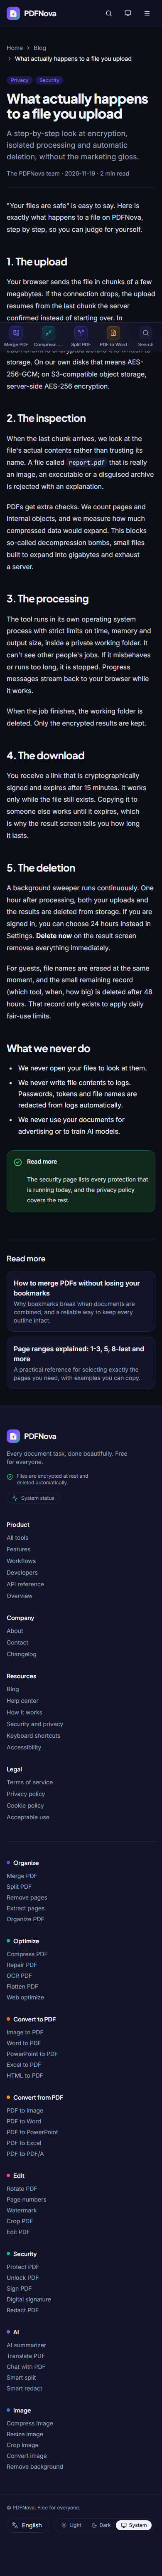 PDFNova
Home > Blog
> What actually happens to a file you upload
Privacy Security
What actually happens
to a file you upload
A step-by-step look at encryption,
isolated processing and automatic
deletion, without the marketing gloss.
The PDFNova team · 2026-11-19 · 2 min read
"Your files are safe" is easy to say. Here is
exactly what happens to a file on PDFNova,
step by step, so you can judge for yourself.
1. The upload
Your browser sends the file in chunks of a few
megabytes. If the connection drops, the upload
resumes from the last chunk the server
confirmed instead of starting over. In
Merge PDF Compress ... Split PDF PDF to Word Search
storage. On our own disks that means AES-
256-GCM; on S3-compatible object storage,
server-side AES-256 encryption.
2. The inspection
When the last chunk arrives, we look at the
file's actual contents rather than trusting its
name. A file called report.pdf that is really
an image, an executable or a disguised archive
is rejected with an explanation.
PDFs get extra checks. We count pages and
internal objects, and we measure how much
compressed data would expand. This blocks
so-called decompression bombs, small files
built to expand into gigabytes and exhaust
a server.
3. The processing
The tool runs in its own operating system
process with strict limits on time, memory and
output size, inside a private working folder. It
can't see other people's jobs. If it misbehaves
or runs too long, it is stopped. Progress
messages stream back to your browser while
it works.
When the job finishes, the working folder is
deleted. Only the encrypted results are kept.
4. The download
You receive a link that is cryptographically
signed and expires after 15 minutes. It works
only while the file still exists. Copying it to
someone else works until it expires, which
is why the result screen tells you how long
it lasts.
5. The deletion
A background sweeper runs continuously. One
hour after processing, both your uploads and
the results are deleted from storage. If you are
signed in, you can choose 24 hours instead in
Settings. Delete now on the result screen
removes everything immediately.
For guests, file names are erased at the same
moment, and the small remaining record
(which tool, when, how big) is deleted after 48
hours. That record only exists to apply daily
fair-use limits.
What we never do
• We never open your files to look at them.
• We never write file contents to logs.
Passwords, tokens and file names are
redacted from logs automatically.
• We never use your documents for
advertising or to train AI models.
Read more
The security page lists every protection that
is running today, and the privacy policy
covers the rest.
Read more
How to merge PDFs without losing your
bookmarks
Why bookmarks break when documents are
combined, and a reliable way to keep every
outline intact.
Page ranges explained: 1-3, 5, 8-last and
more
A practical reference for selecting exactly the
pages you need, with examples you can copy.
PDFNova
Every document task, done beautifully. Free
for everyone.
Files are encrypted at rest and
deleted automatically.
System status
Product
All tools
Features
Workflows
Developers
API reference
Overview
Company
About
Contact
Changelog
Resources
Blog
Help center
How it works
Security and privacy
Keyboard shortcuts
Accessibility
Legal
Terms of service
Privacy policy
Cookie policy
Acceptable use
Organize
Merge PDF
Split PDF
Remove pages
Extract pages
Organize PDF
Optimize
Compress PDF
Repair PDF
OCR PDF
Flatten PDF
Web optimize
Convert to PDF
Image to PDF
Word to PDF
PowerPoint to PDF
Excel to PDF
HTML to PDF
Convert from PDF
PDF to image
PDF to Word
PDF to PowerPoint
PDF to Excel
PDF to PDF/A
Edit
Rotate PDF
Page numbers
Watermark
Crop PDF
Edit PDF
Security
Protect PDF
Unlock PDF
Sign PDF
Digital signature
Redact PDF
AI
AI summarizer
Translate PDF
Chat with PDF
Smart split
Smart redact
Image
Compress image
Resize image
Crop image
Convert image
Remove background
© PDFNova. Free for everyone.
English Light Dark System